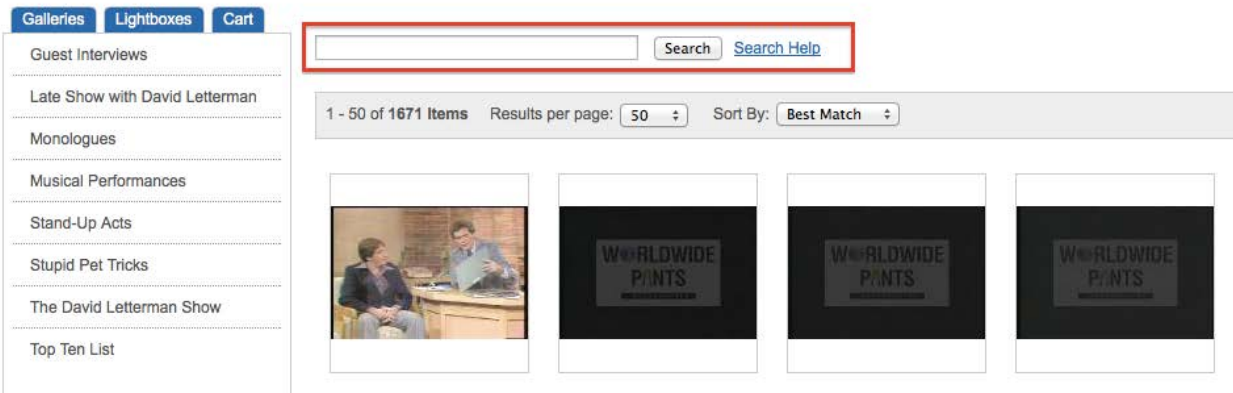 Galleries Lightboxes Cart
Search Search Help
Guest Interviews
Late Show with David Letterman
Monologues
Musical Performances
Stand-Up Acts
Stupid Pet Tricks
The David Letterman Show
Top Ten List
1 - 50 of 1671 Items Results per page: 50 Sort By: Best Match
WORLDWIDE
PANTS
WORLDWIDE
PANTS
WORLDWIDE
PANTS